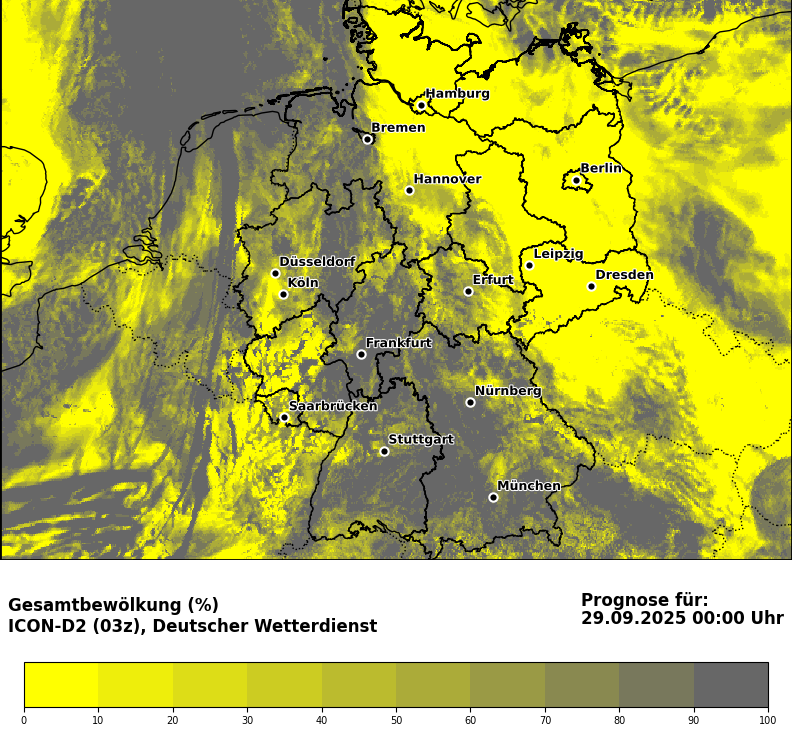 Hamburg
Bremen
Berlin
Hannover
Leipzig
Düsseldorf
Dresden
Köln
Erfurt
Frankfurt
Nürnberg
Saarbrücken
Stuttgart
München
Gesamtbewölkung (%)
ICON-D2 (03z), Deutscher Wetterdienst
Prognose für:
29.09.2025 00:00 Uhr
0 10 20 30 40 50 60 70 80 90 100